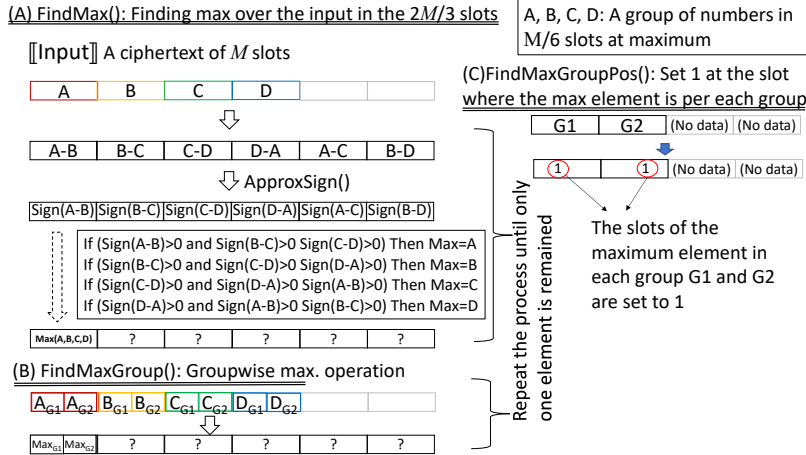 (A) FindMax(): Finding max over the input in the 2M/3 slots
A, B, C, D: A group of numbers in
M/6 slots at maximum
⟦Input⟧ A ciphertext of M slots
A B C D
A-B B-C C-D D-A A-C B-D
ApproxSign()
Sign(A-B) Sign(B-C) Sign(C-D) Sign(D-A) Sign(A-C) Sign(B-D)
If (Sign(A-B)>0 and Sign(B-C)>0 Sign(C-D)>0) Then Max=A
If (Sign(B-C)>0 and Sign(C-D)>0 Sign(D-A)>0) Then Max=B
If (Sign(C-D)>0 and Sign(D-A)>0 Sign(A-B)>0) Then Max=C
If (Sign(D-A)>0 and Sign(A-B)>0 Sign(B-C)>0) Then Max=D
Max(A,B,C,D) ? ? ? ? ?
(B) FindMaxGroup(): Groupwise max. operation
AG1 AG2 BG1 BG2 CG1 CG2 DG1 DG2
MaxG1 MaxG2 ? ? ? ? ?
Repeat the process until only
one element is remained
(C)FindMaxGroupPos(): Set 1 at the slot
where the max element is per each group
G1 G2 (No data) (No data)
1 1 (No data) (No data)
The slots of the
maximum element in
each group G1 and G2
are set to 1